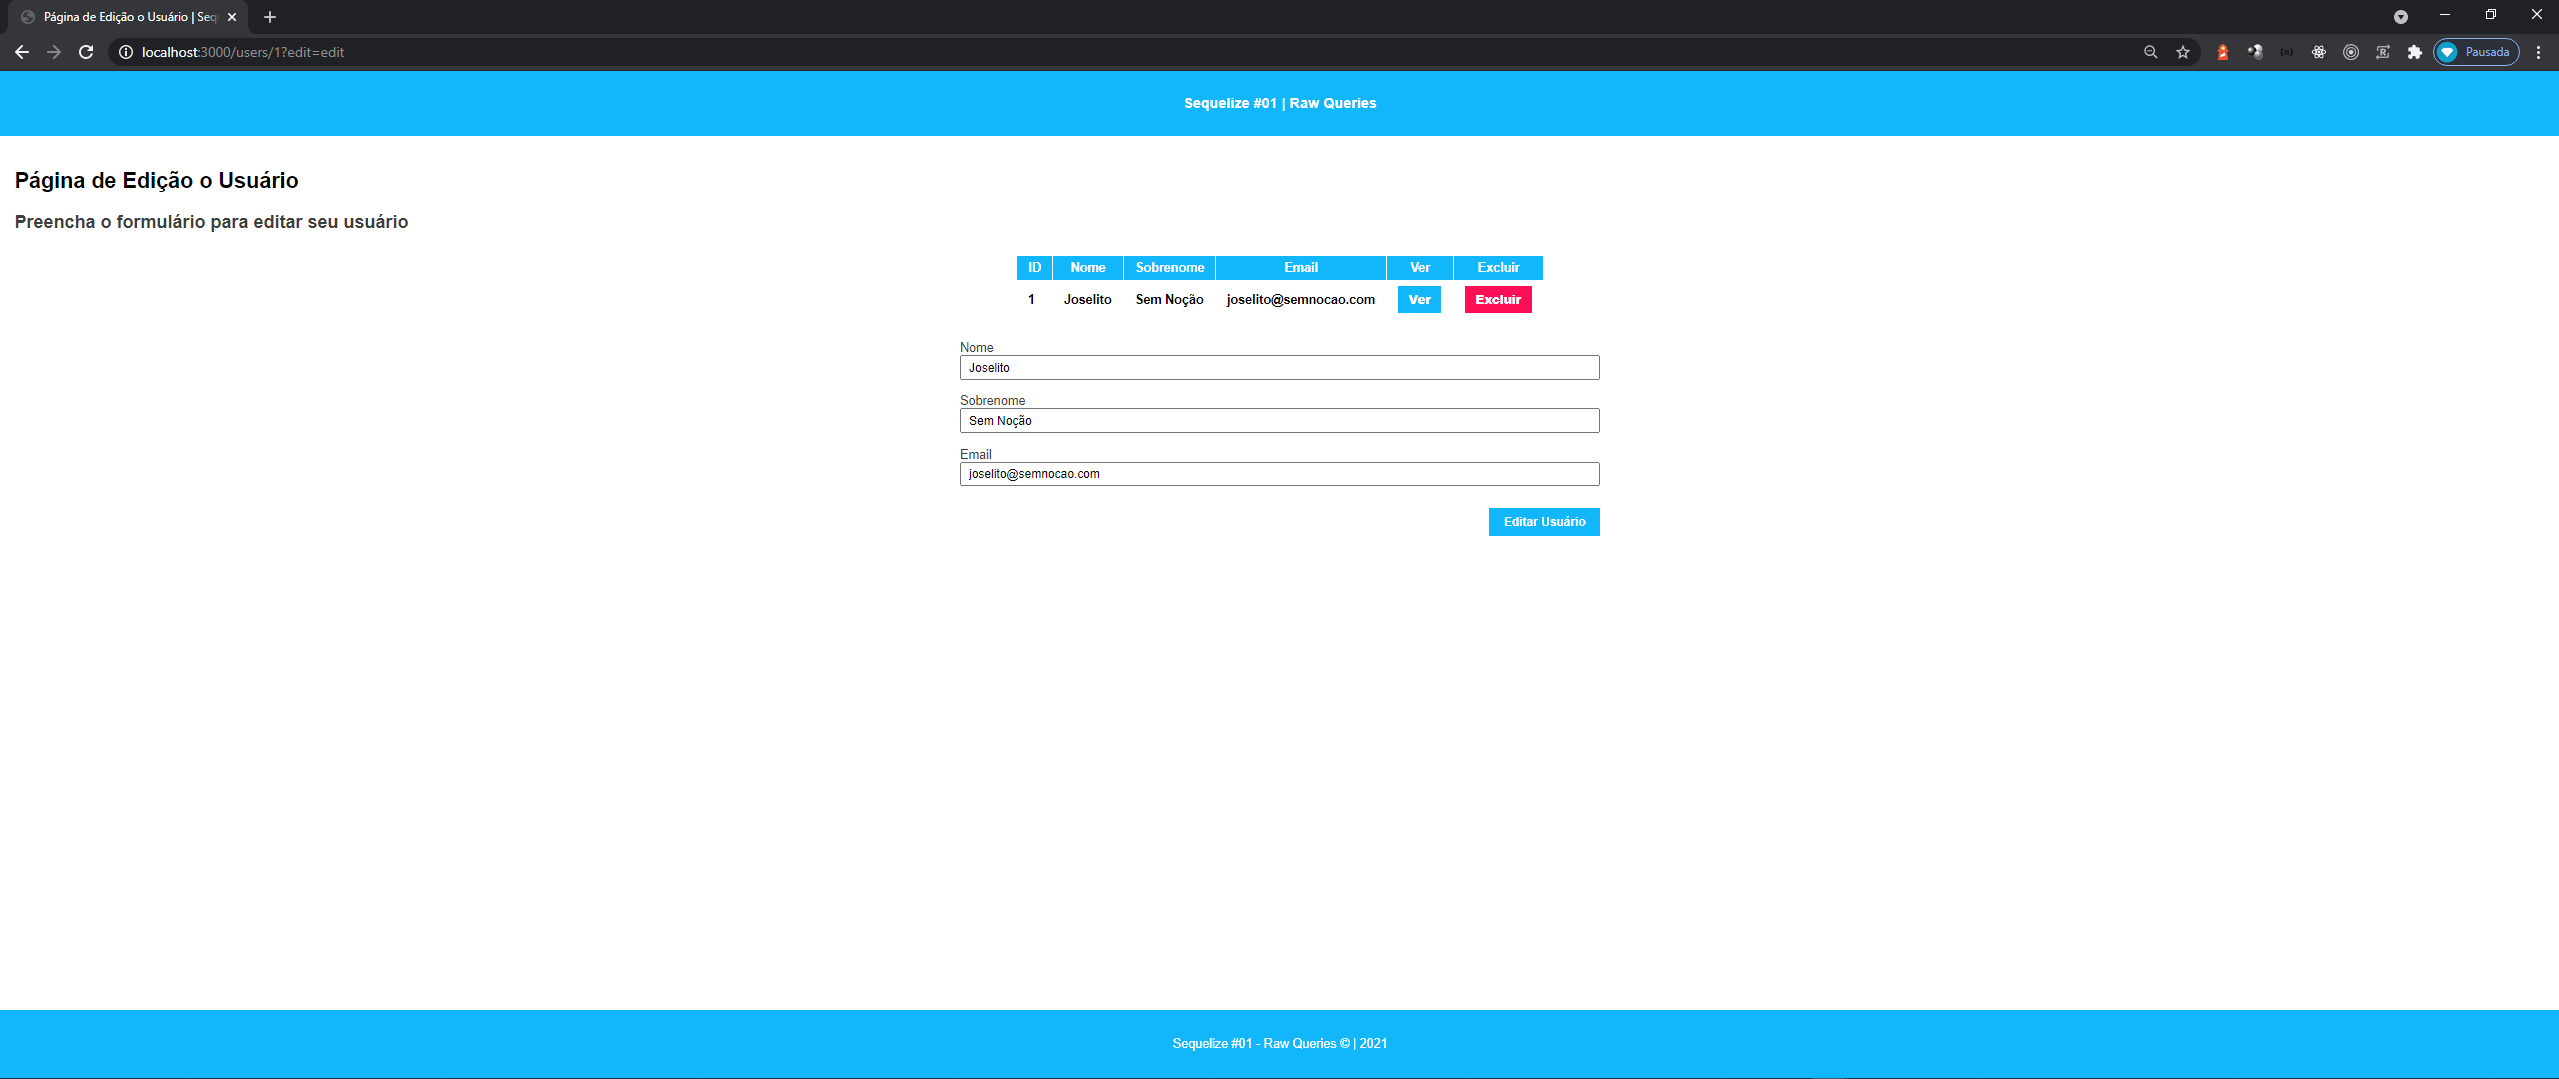 Página de Edição o Usuário | Seq
localhost:3000/users/1?edit=edit
Pausada
Sequelize #01 | Raw Queries
Página de Edição o Usuário
Preencha o formulário para editar seu usuário
ID Nome Sobrenome Email Ver Excluir
1 Joselito Sem Noção joselito@semnocao.com Ver Excluir
Nome
Joselito
Sobrenome
Sem Noção
Email
joselito@semnocao.com
Editar Usuário
Sequelize #01 - Raw Queries © | 2021